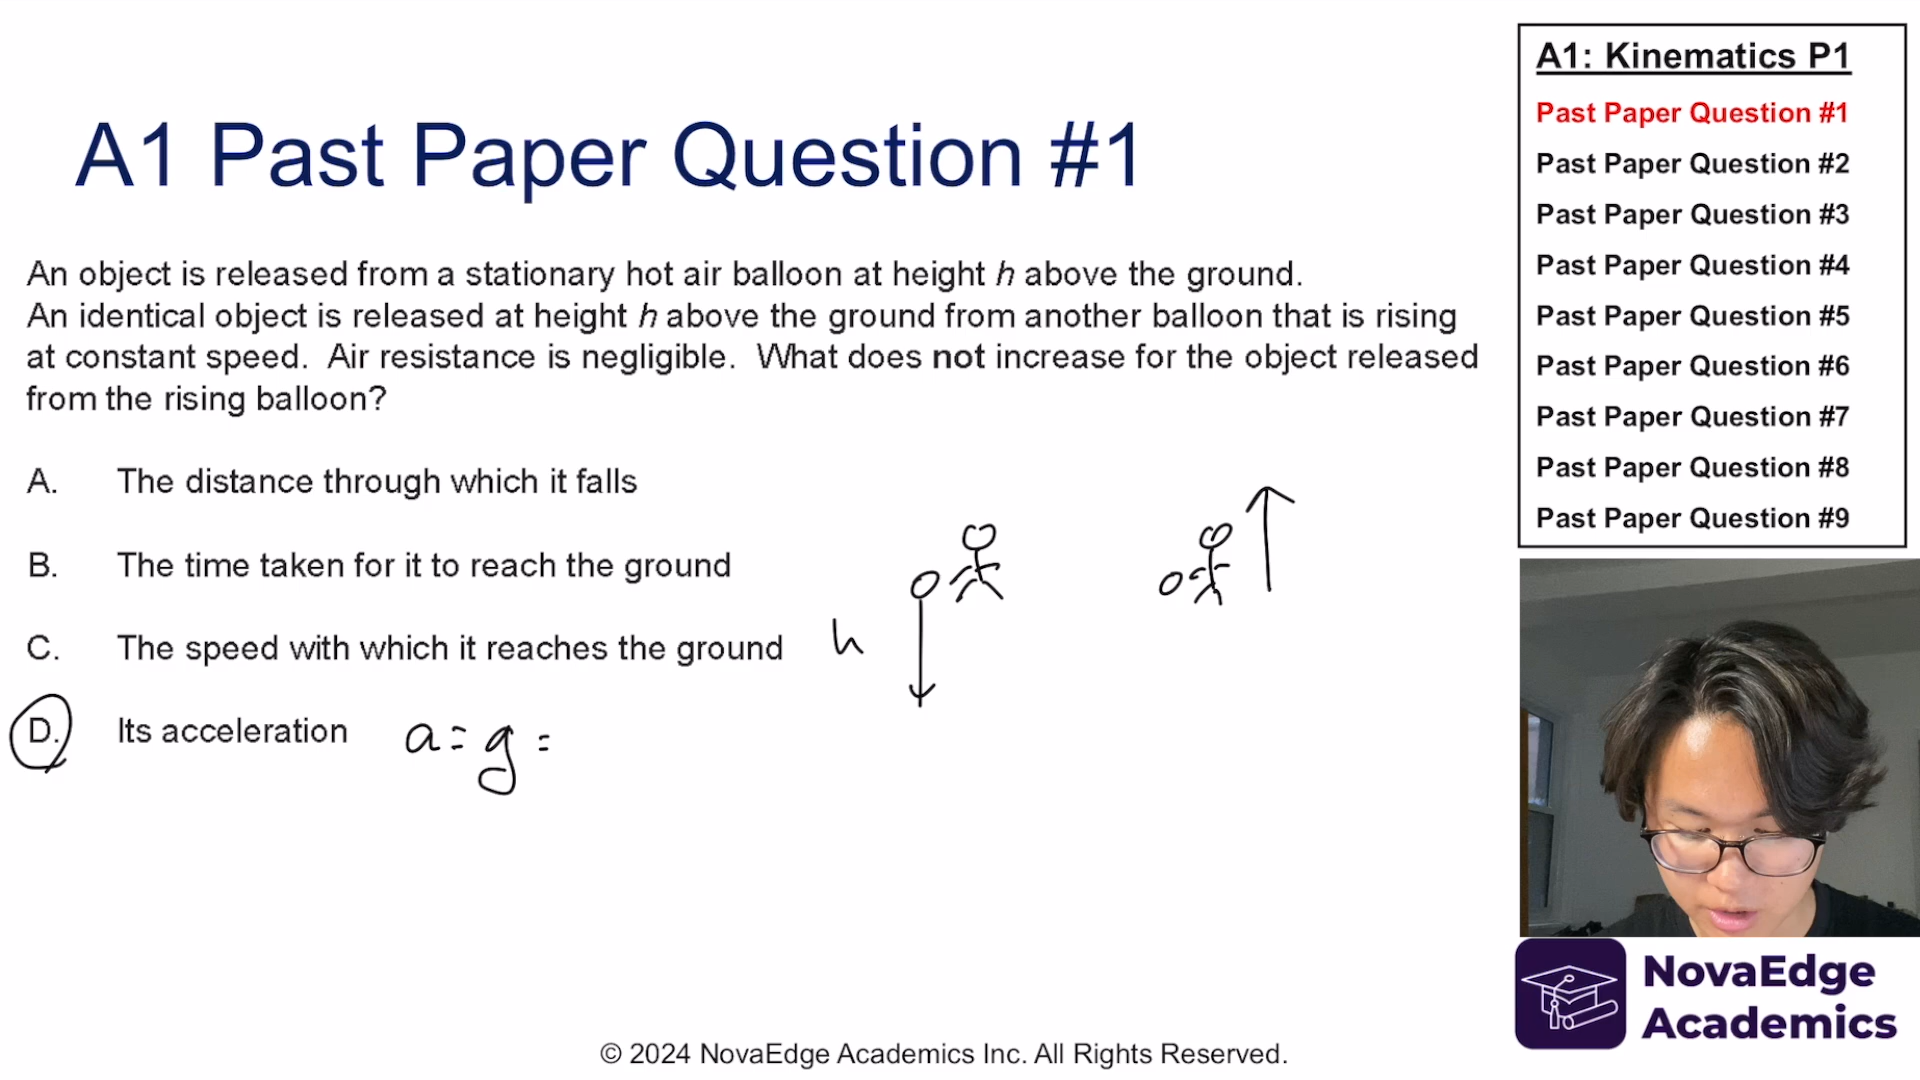 A1 Past Paper Question #1
An object is released from a stationary hot air balloon at height h above the ground.
An identical object is released at height h above the ground from another balloon that is rising
at constant speed. Air resistance is negligible. What does not increase for the object released
from the rising balloon?
A. The distance through which it falls
B. The time taken for it to reach the ground
C. The speed with which it reaches the ground
h
D. Its acceleration a = g =
A1: Kinematics P1
Past Paper Question #1
Past Paper Question #2
Past Paper Question #3
Past Paper Question #4
Past Paper Question #5
Past Paper Question #6
Past Paper Question #7
Past Paper Question #8
Past Paper Question #9
NovaEdge
Academics
© 2024 NovaEdge Academics Inc. All Rights Reserved.